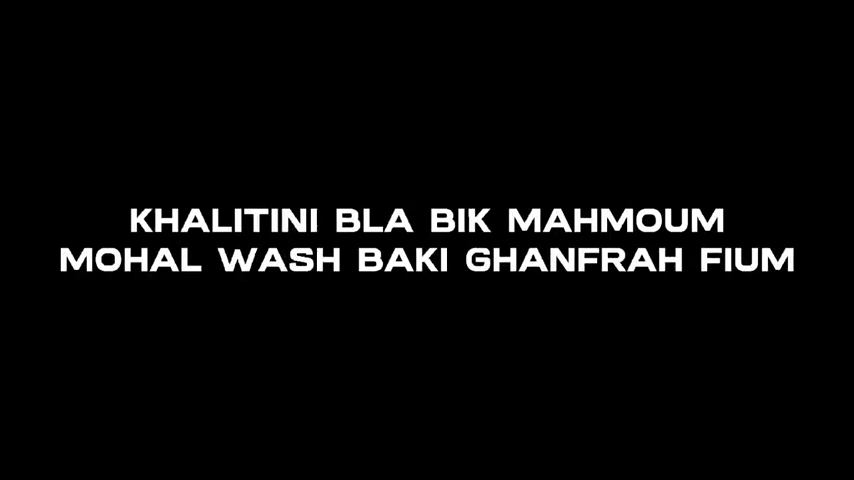 KHALITINI BLA BIK MAHMOUM
MOHAL WASH BAKI GHANFRAH FIUM